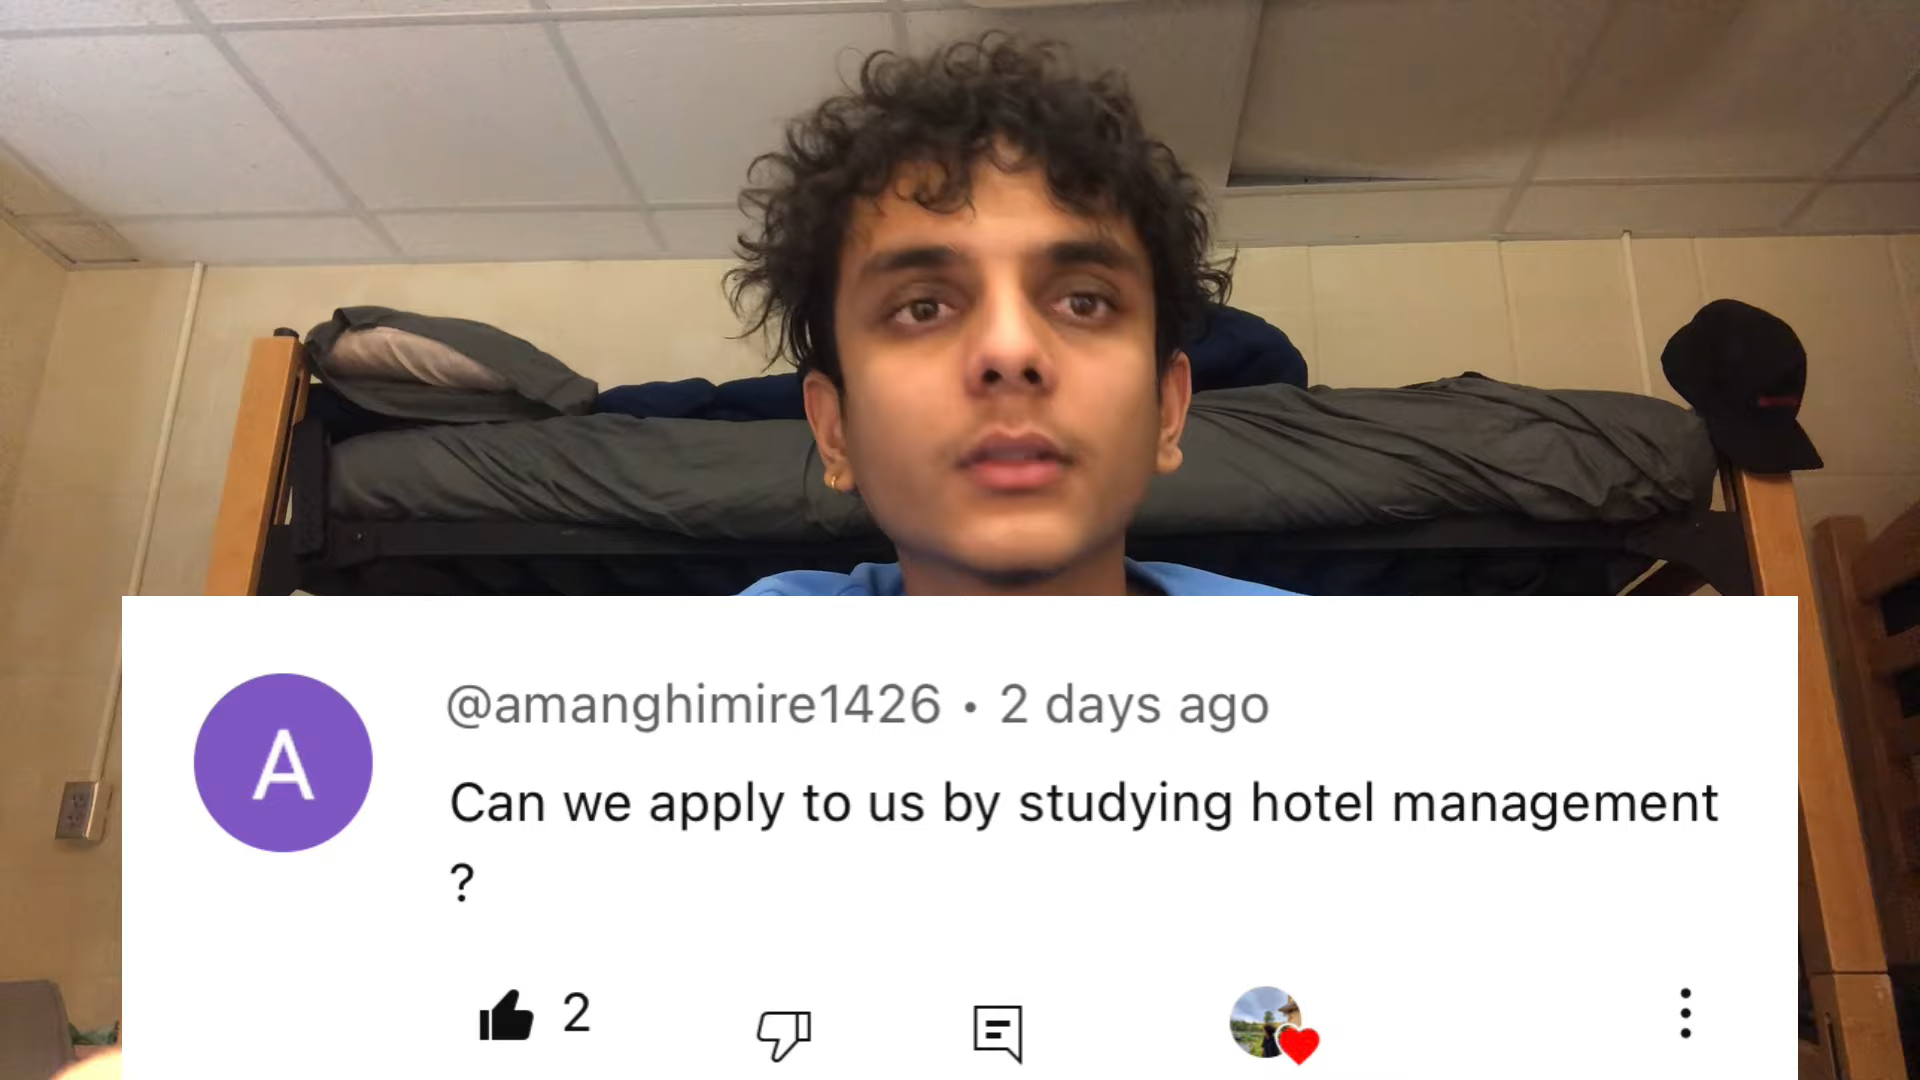 A
@amanghimire1426 • 2 days ago
Can we apply to us by studying hotel management
?
2